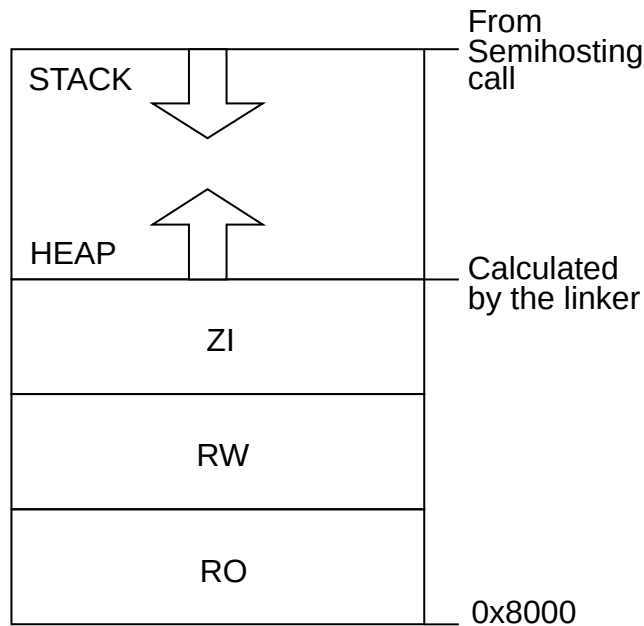 From
Semihosting
call
STACK
HEAP
Calculated
by the linker
ZI
RW
RO
0x8000